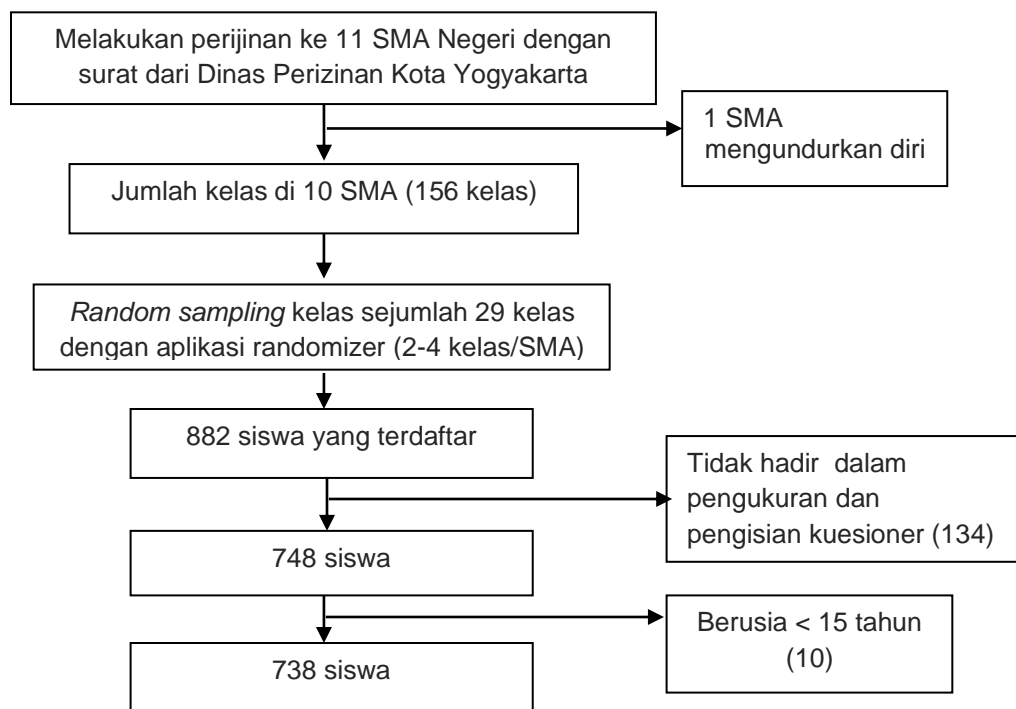 Melakukan perijinan ke 11 SMA Negeri dengan
surat dari Dinas Perizinan Kota Yogyakarta
1 SMA
mengundurkan diri
Jumlah kelas di 10 SMA (156 kelas)
Random sampling kelas sejumlah 29 kelas
dengan aplikasi randomizer (2-4 kelas/SMA)
882 siswa yang terdaftar
Tidak hadir dalam
pengukuran dan
pengisian kuesioner (134)
748 siswa
Berusia < 15 tahun
(10)
738 siswa